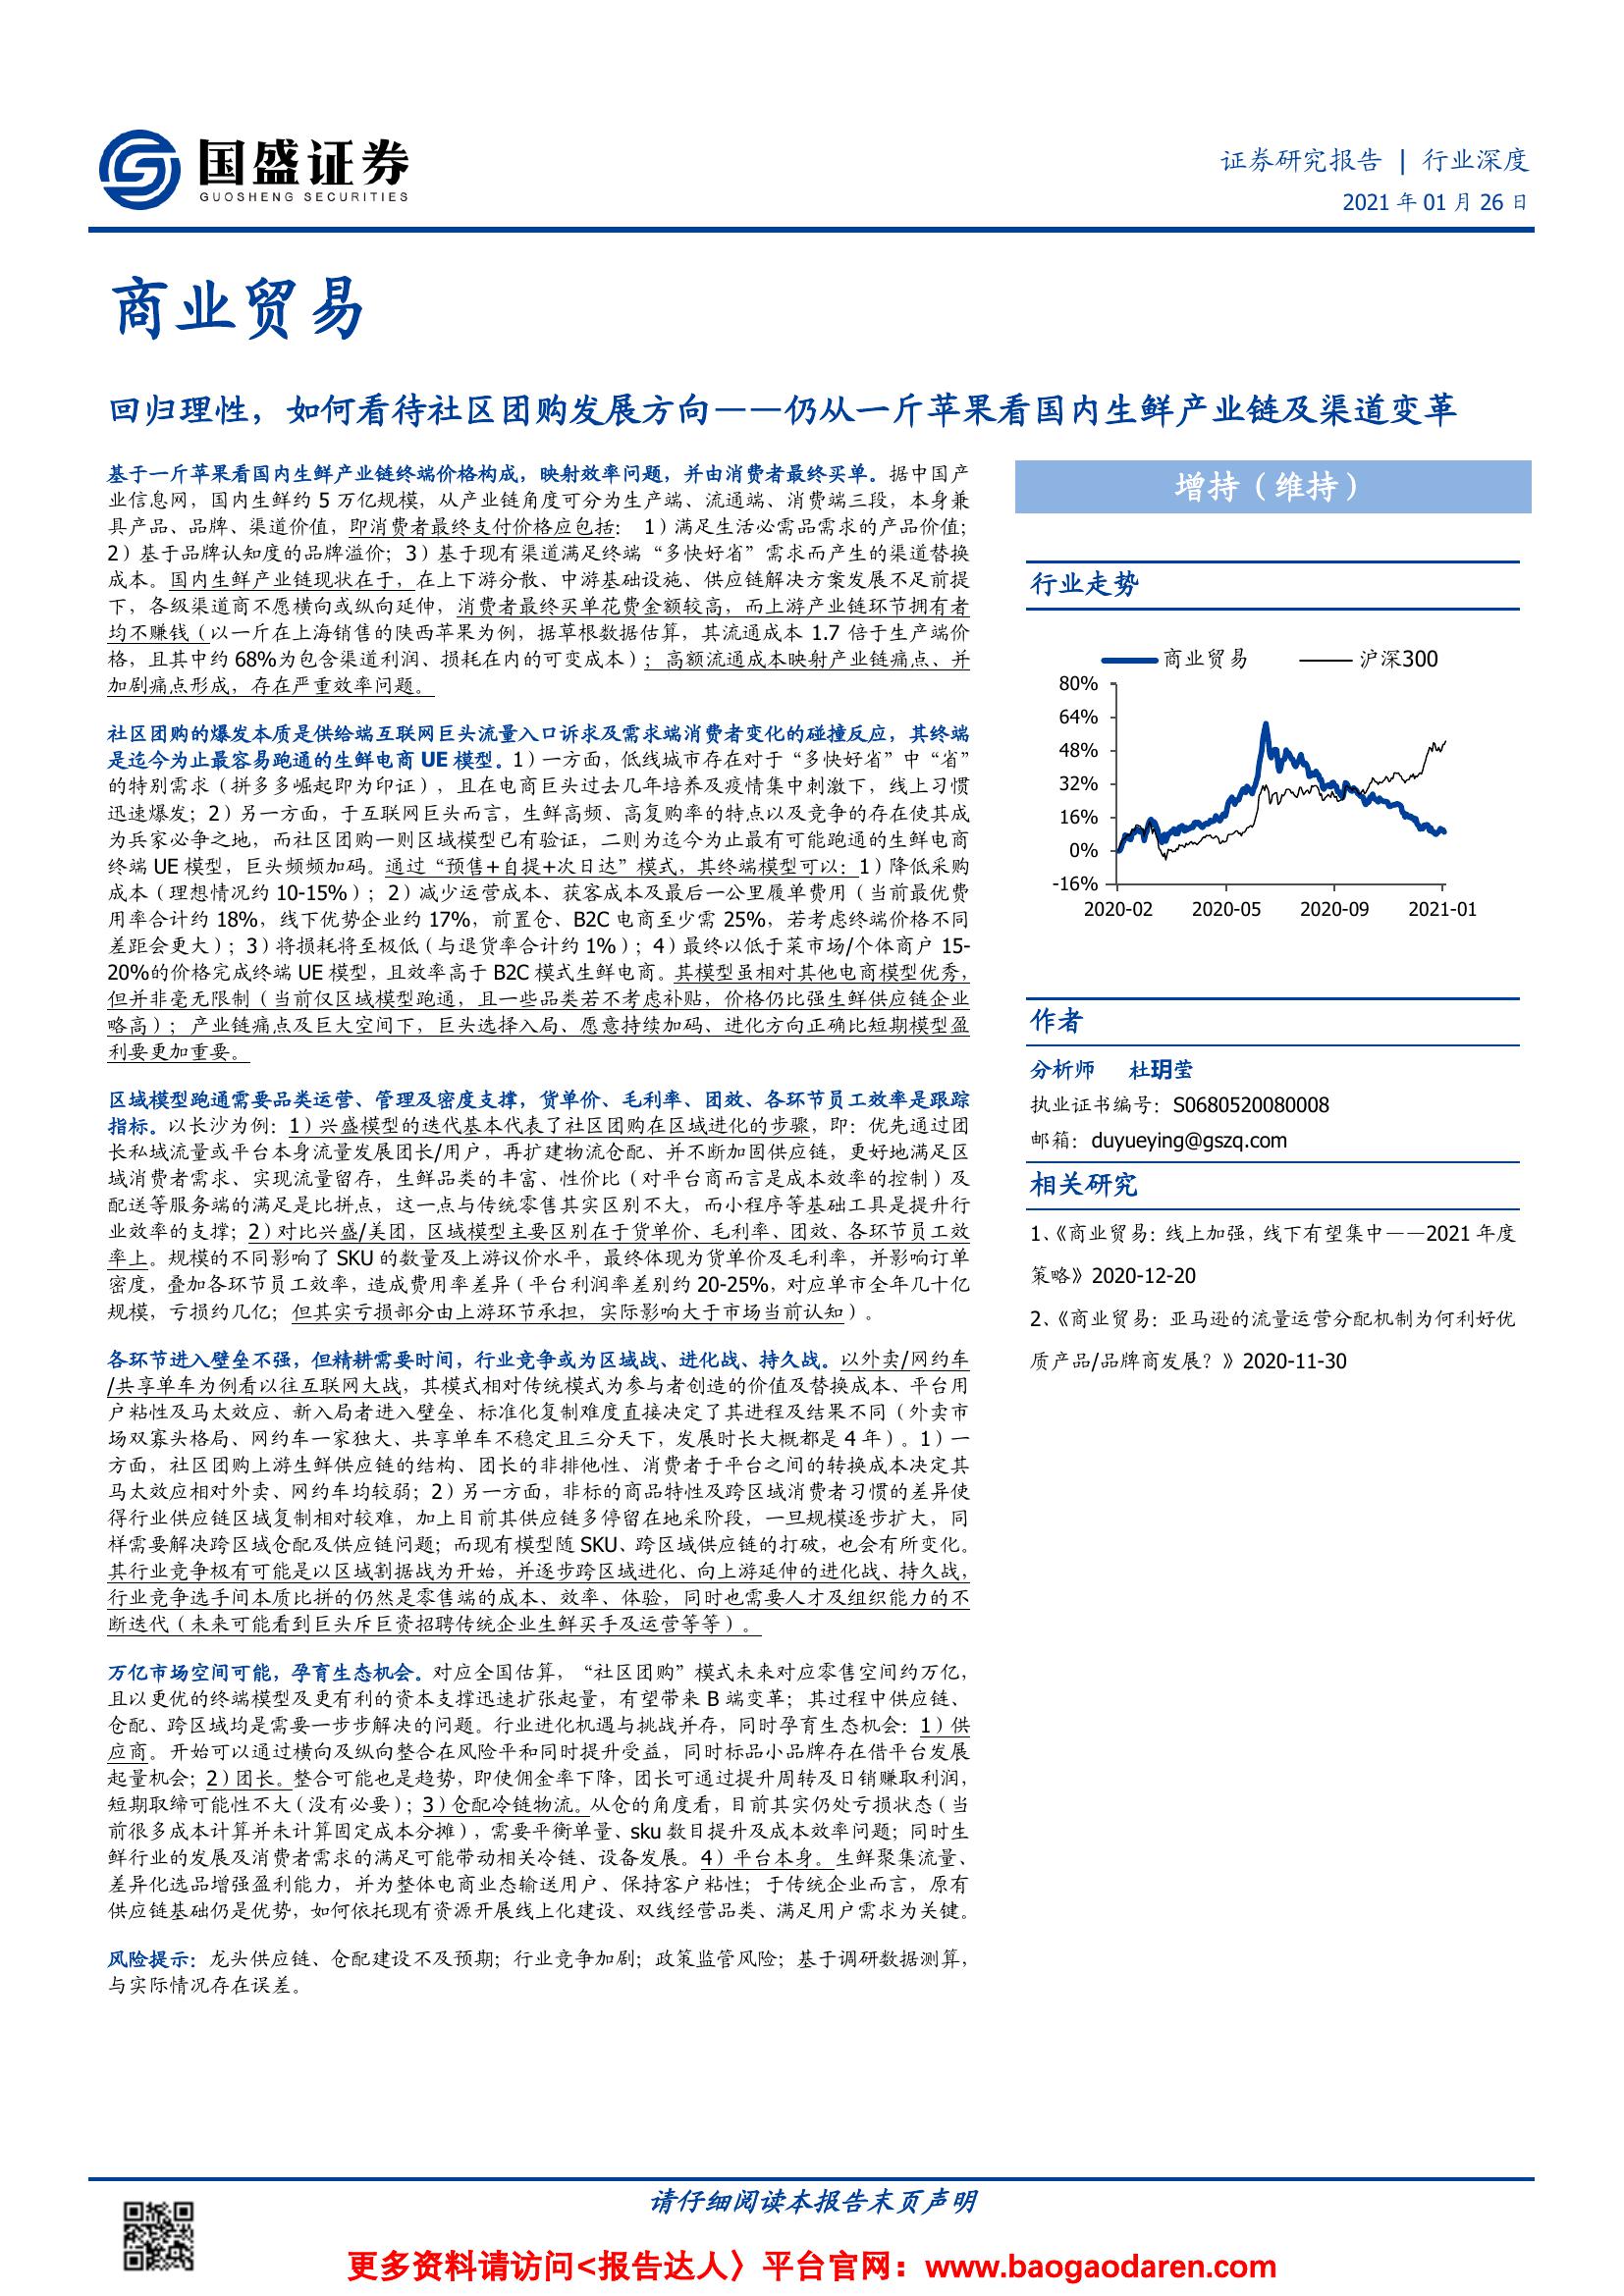 国盛证券
GUOSHENG SECURITIES
证券研究报告 | 行业深度
2021 年 01 月 26 日
商业贸易
回归理性，如何看待社区团购发展方向——仍从一斤苹果看国内生鲜产业链及渠道变革
基于一斤苹果看国内生鲜产业链终端价格构成，映射效率问题，并由消费者最终买单。据中国产
业信息网，国内生鲜约 5 万亿规模，从产业链角度可分为生产端、流通端、消费端三段，本身兼
具产品、品牌、渠道价值，即消费者最终支付价格应包括： 1）满足生活必需品需求的产品价值；
2）基于品牌认知度的品牌溢价；3）基于现有渠道满足终端“多快好省”需求而产生的渠道替换
成本。国内生鲜产业链现状在于，在上下游分散、中游基础设施、供应链解决方案发展不足前提
下，各级渠道商不愿横向或纵向延伸，消费者最终买单花费金额较高，而上游产业链环节拥有者
均不赚钱（以一斤在上海销售的陕西苹果为例，据草根数据估算，其流通成本 1.7 倍于生产端价
格，且其中约 68%为包含渠道利润、损耗在内的可变成本）；高额流通成本映射产业链痛点、并
加剧痛点形成，存在严重效率问题。
社区团购的爆发本质是供给端互联网巨头流量入口诉求及需求端消费者变化的碰撞反应，其终端
是迄今为止最容易跑通的生鲜电商 UE 模型。1）一方面，低线城市存在对于“多快好省”中“省”
的特别需求（拼多多崛起即为印证），且在电商巨头过去几年培养及疫情集中刺激下，线上习惯
迅速爆发；2）另一方面，于互联网巨头而言，生鲜高频、高复购率的特点以及竞争的存在使其成
为兵家必争之地，而社区团购一则区域模型已有验证，二则为迄今为止最有可能跑通的生鲜电商
终端 UE 模型，巨头频频加码。通过“预售+自提+次日达”模式，其终端模型可以：1）降低采购
成本（理想情况约 10-15%）；2）减少运营成本、获客成本及最后一公里履单费用（当前最优费
用率合计约 18%，线下优势企业约 17%，前置仓、B2C 电商至少需 25%，若考虑终端价格不同
差距会更大）；3）将损耗将至极低（与退货率合计约 1%）；4）最终以低于菜市场/个体商户 15-
20%的价格完成终端 UE 模型，且效率高于 B2C 模式生鲜电商。其模型虽相对其他电商模型优秀，
但并非毫无限制（当前仅区域模型跑通，且一些品类若不考虑补贴，价格仍比强生鲜供应链企业
略高）；产业链痛点及巨大空间下，巨头选择入局、愿意持续加码、进化方向正确比短期模型盈
利要更加重要。
区域模型跑通需要品类运营、管理及密度支撑，货单价、毛利率、团效、各环节员工效率是跟踪
指标。以长沙为例：1）兴盛模型的迭代基本代表了社区团购在区域进化的步骤，即：优先通过团
长私域流量或平台本身流量发展团长/用户，再扩建物流仓配、并不断加固供应链，更好地满足区
域消费者需求、实现流量留存，生鲜品类的丰富、性价比（对平台商而言是成本效率的控制）及
配送等服务端的满足是比拼点，这一点与传统零售其实区别不大，而小程序等基础工具是提升行
业效率的支撑；2）对比兴盛/美团，区域模型主要区别在于货单价、毛利率、团效、各环节员工效
率上。规模的不同影响了 SKU 的数量及上游议价水平，最终体现为货单价及毛利率，并影响订单
密度，叠加各环节员工效率，造成费用率差异（平台利润率差别约 20-25%，对应单市全年几十亿
规模，亏损约几亿；但其实亏损部分由上游环节承担，实际影响大于市场当前认知）。
各环节进入壁垒不强，但精耕需要时间，行业竞争或为区域战、进化战、持久战。以外卖/网约车
/共享单车为例看以往互联网大战，其模式相对传统模式为参与者创造的价值及替换成本、平台用
户粘性及马太效应、新入局者进入壁垒、标准化复制难度直接决定了其进程及结果不同（外卖市
场双寡头格局、网约车一家独大、共享单车不稳定且三分天下，发展时长大概都是 4 年）。1）一
方面，社区团购上游生鲜供应链的结构、团长的非排他性、消费者于平台之间的转换成本决定其
马太效应相对外卖、网约车均较弱；2）另一方面，非标的商品特性及跨区域消费者习惯的差异使
得行业供应链区域复制相对较难，加上目前其供应链多停留在地采阶段，一旦规模逐步扩大，同
样需要解决跨区域仓配及供应链问题；而现有模型随 SKU、跨区域供应链的打破，也会有所变化。
其行业竞争极有可能是以区域割据战为开始，并逐步跨区域进化、向上游延伸的进化战、持久战，
行业竞争选手间本质比拼的仍然是零售端的成本、效率、体验，同时也需要人才及组织能力的不
断迭代（未来可能看到巨头斥巨资招聘传统企业生鲜买手及运营等等）。
万亿市场空间可能，孕育生态机会。对应全国估算，“社区团购”模式未来对应零售空间约万亿，
且以更优的终端模型及更有利的资本支撑迅速扩张起量，有望带来 B 端变革；其过程中供应链、
仓配、跨区域均是需要一步步解决的问题。行业进化机遇与挑战并存，同时孕育生态机会：1）供
应商。开始可以通过横向及纵向整合在风险平和同时提升受益，同时标品小品牌存在借平台发展
起量机会；2）团长。整合可能也是趋势，即使佣金率下降，团长可通过提升周转及日销赚取利润，
短期取缔可能性不大（没有必要）；3）仓配冷链物流。从仓的角度看，目前其实仍处亏损状态（当
前很多成本计算并未计算固定成本分摊），需要平衡单量、sku 数目提升及成本效率问题；同时生
鲜行业的发展及消费者需求的满足可能带动相关冷链、设备发展。4）平台本身。生鲜聚集流量、
差异化选品增强盈利能力，并为整体电商业态输送用户、保持客户粘性；于传统企业而言，原有
供应链基础仍是优势，如何依托现有资源开展线上化建设、双线经营品类、满足用户需求为关键。
风险提示：龙头供应链、仓配建设不及预期；行业竞争加剧；政策监管风险；基于调研数据测算，
与实际情况存在误差。
增持（维持）
行业走势
商业贸易 沪深300
80%
64%
48%
32%
16%
0%
-16%
2020-02 2020-05 2020-09 2021-01
作者
分析师 杜玥莹
执业证书编号：S0680520080008
邮箱：duyueying@gszq.com
相关研究
1、《商业贸易：线上加强，线下有望集中——2021 年度
策略》2020-12-20
2、《商业贸易：亚马逊的流量运营分配机制为何利好优
质产品/品牌商发展？》2020-11-30
请仔细阅读本报告末页声明
更多资料请访问<报告达人〉平台官网：www.baogaodaren.com